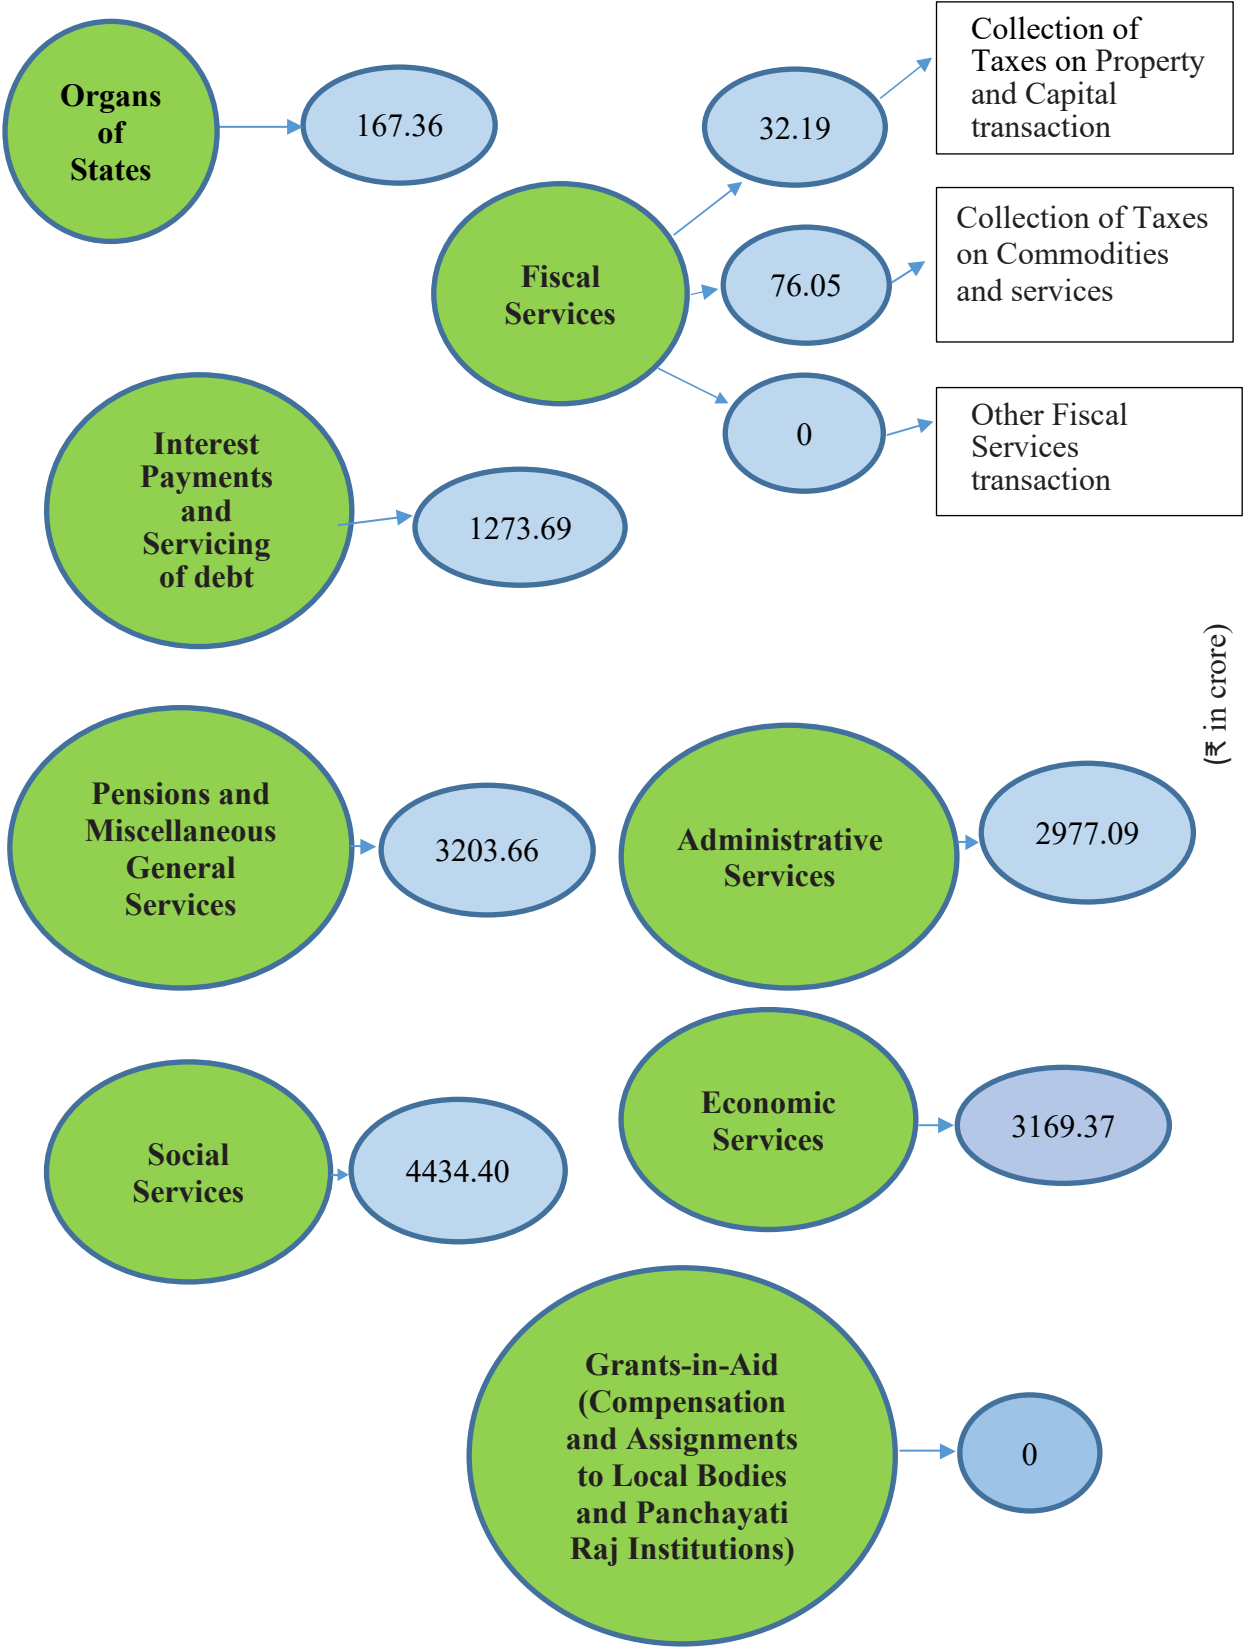 Organs
of
States
167.36
32.19
Collection of
Taxes on Property
and Capital
transaction
Fiscal
Services
76.05
Collection of Taxes
on Commodities
and services
0
Other Fiscal
Services
transaction
Interest
Payments
and
Servicing
of debt
1273.69
(₹ in crore)
Pensions and
Miscellaneous
General
Services
3203.66
Administrative
Services
2977.09
Social
Services
4434.40
Economic
Services
3169.37
Grants-in-Aid
(Compensation
and Assignments
to Local Bodies
and Panchayati
Raj Institutions)
0